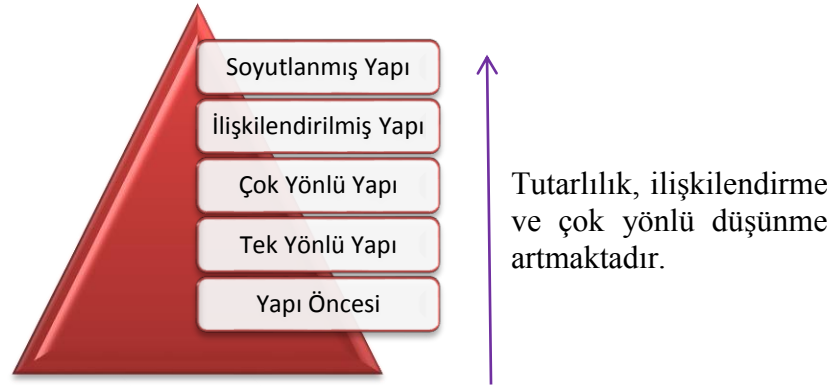 Soyutlanmış Yapı
İlişkilendirilmiş Yapı
Çok Yönlü Yapı
Tek Yönlü Yapı
Yapı Öncesi
Tutarlılık, ilişkilendirme
ve çok yönlü düşünme
artmaktadır.